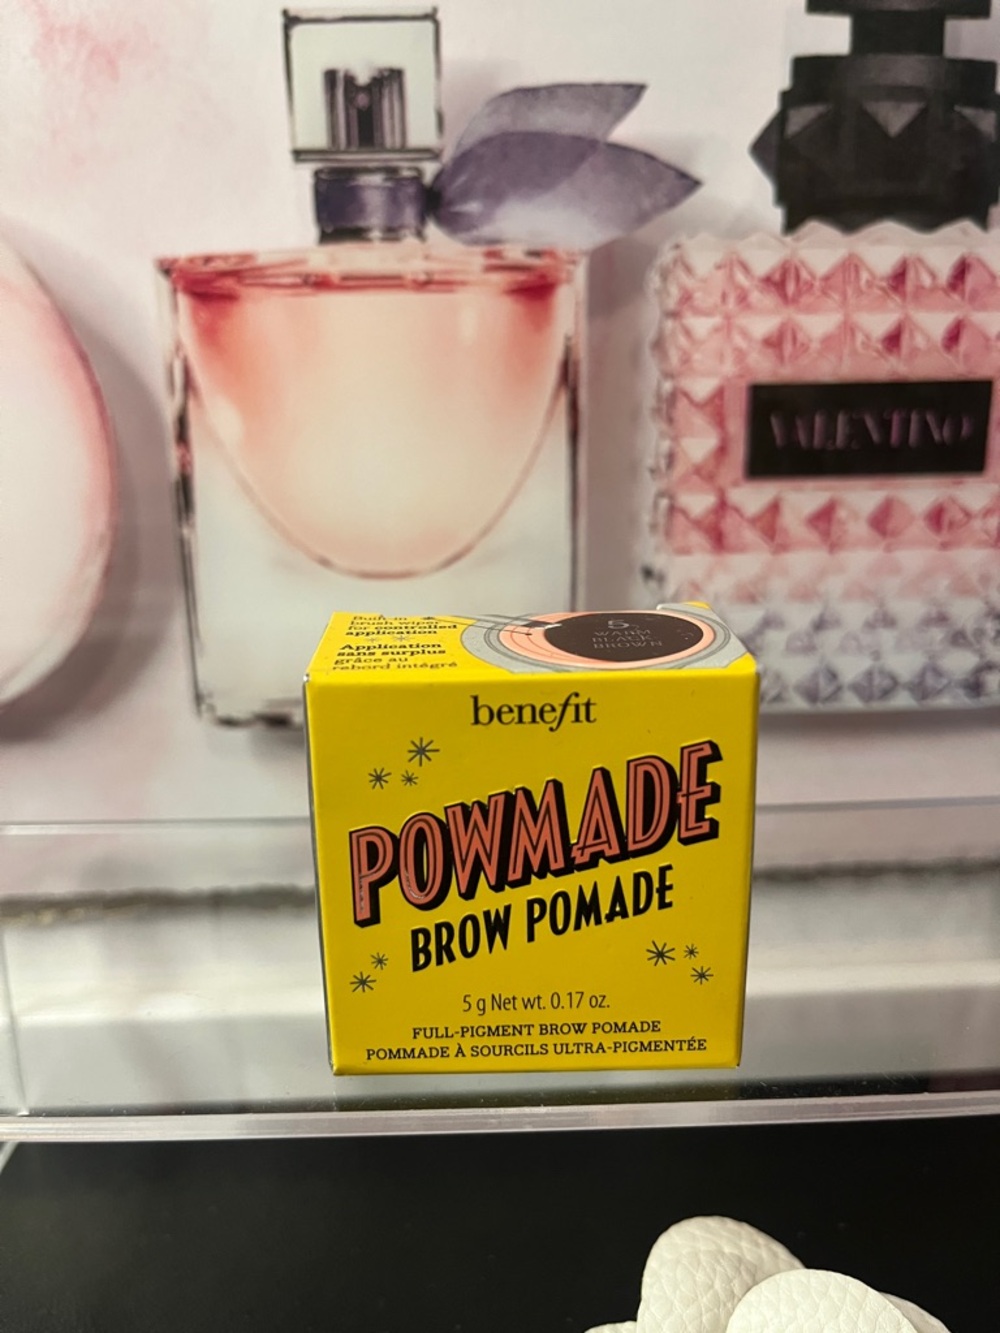 VALENTINO
Built-in
brush wiper
for controlled
application
Application
sans surplus
grâce au
rebord intégré
5
WARM
BLACK-
BROWN
benefit
POWMADE
BROW POMADE
5 g Net wt. 0.17 oz.
FULL-PIGMENT BROW POMADE
POMMADE À SOURCILS ULTRA-PIGMENTÉE